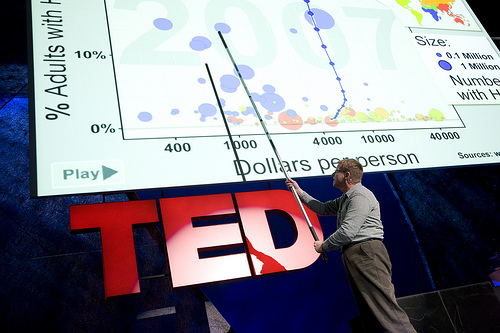 2007
% Adults with H
10%
0%
400
1000
4000
10000
40000
Dollars per person
Play
Size:
0.1 Million
1 Million
Numbe
with H
Sources: w
TED